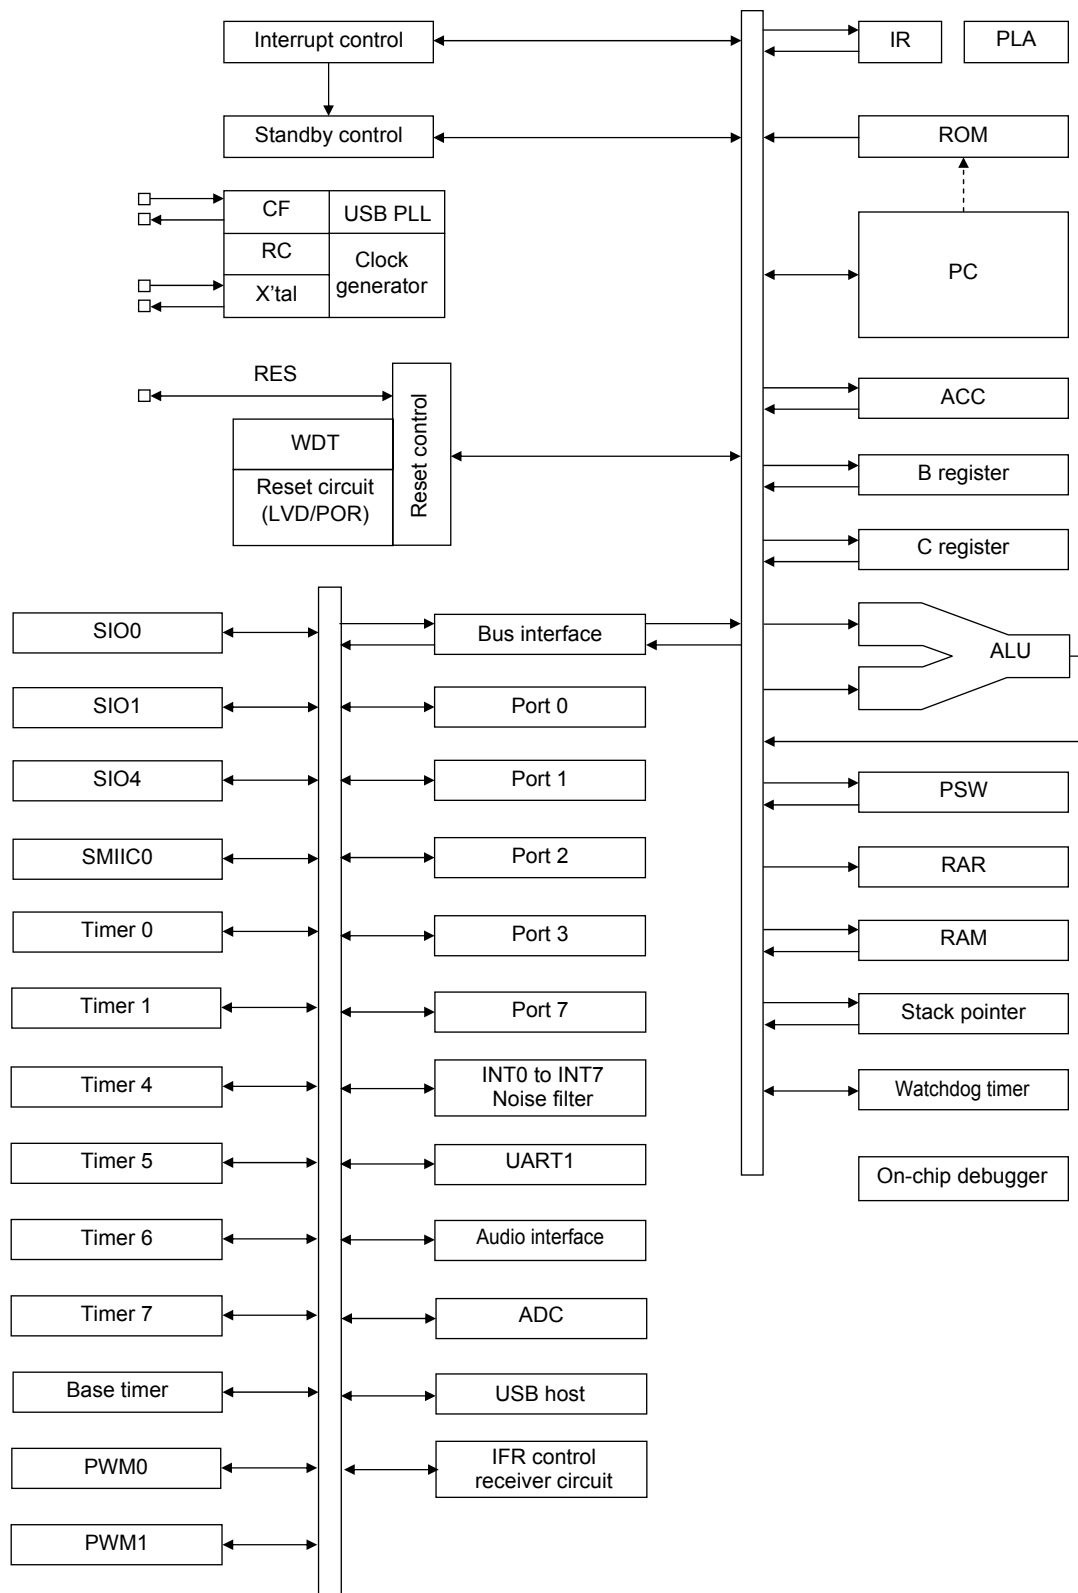 Interrupt control
IR
PLA
Standby control
ROM
CF
USB PLL
RC
Clock
generator
X'tal
PC
RES
Reset control
WDT
Reset circuit
(LVD/POR)
ACC
B register
C register
SIO0
Bus interface
ALU
SIO1
Port 0
SIO4
Port 1
PSW
SMIIC0
Port 2
RAR
Timer 0
Port 3
RAM
Timer 1
Port 7
Stack pointer
Timer 4
INT0 to INT7
Noise filter
Watchdog timer
Timer 5
UART1
On-chip debugger
Timer 6
Audio interface
Timer 7
ADC
Base timer
USB host
PWM0
IFR control
receiver circuit
PWM1